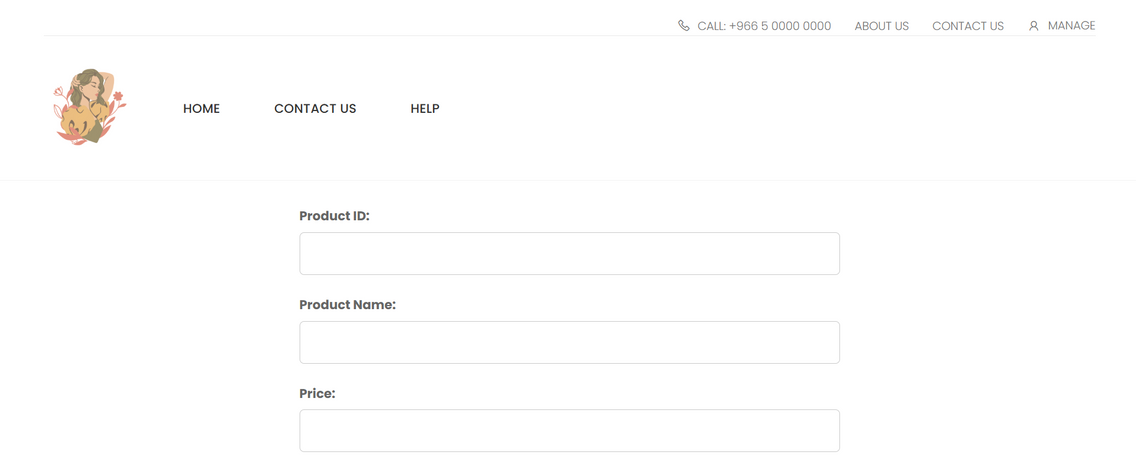 CALL: +966 5 0000 0000 ABOUT US CONTACT US MANAGE
HOME CONTACT US HELP
Product ID:
Product Name:
Price: